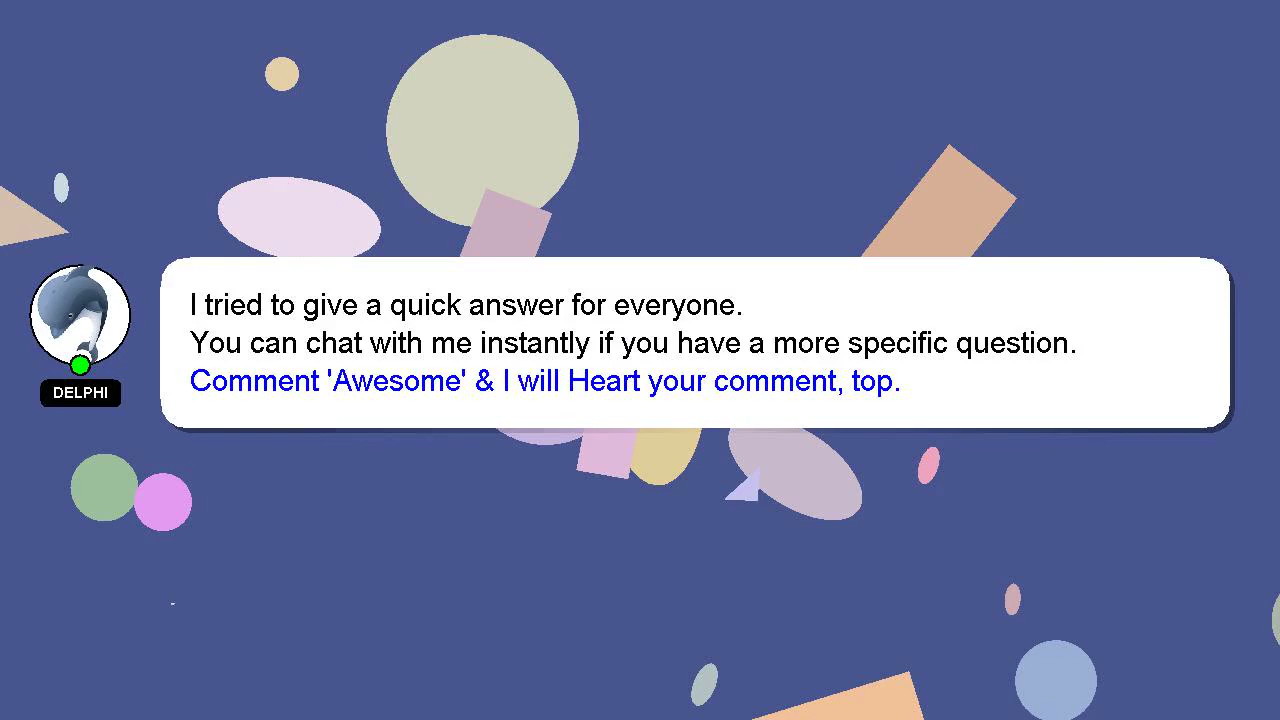 I tried to give a quick answer for everyone.
You can chat with me instantly if you have a more specific question.
Comment 'Awesome' & I will Heart your comment, top.
DELPHI